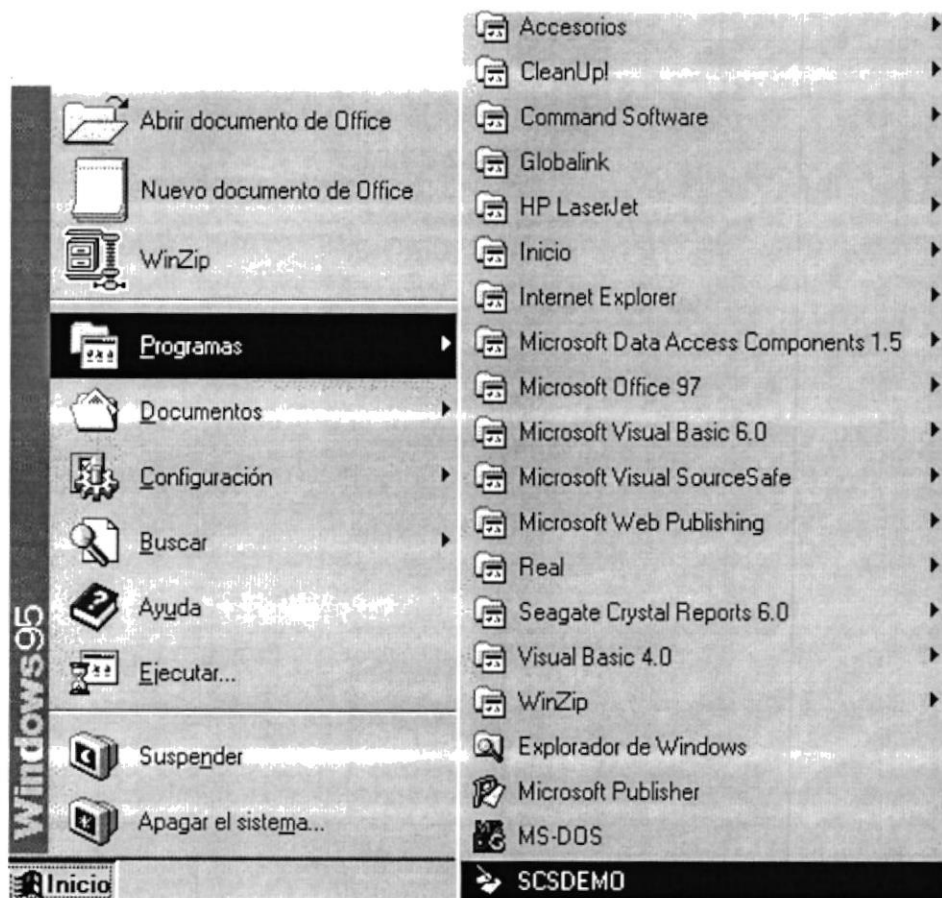 Windows95
Abrir documento de Office
Nuevo documento de Office
WinZip
Programas
Documentos
Configuración
Buscar
Ayuda
Ejecutar...
Suspender
Apagar el sistema...
Inicio
Accesorios
CleanUp!
Command Software
Globalink
HP LaserJet
Inicio
Internet Explorer
Microsoft Data Access Components 1.5
Microsoft Office 97
Microsoft Visual Basic 6.0
Microsoft Visual SourceSafe
Microsoft Web Publishing
Real
Seagate Crystal Reports 6.0
Visual Basic 4.0
WinZip
Explorador de Windows
Microsoft Publisher
MS-DOS
SCSDEMO